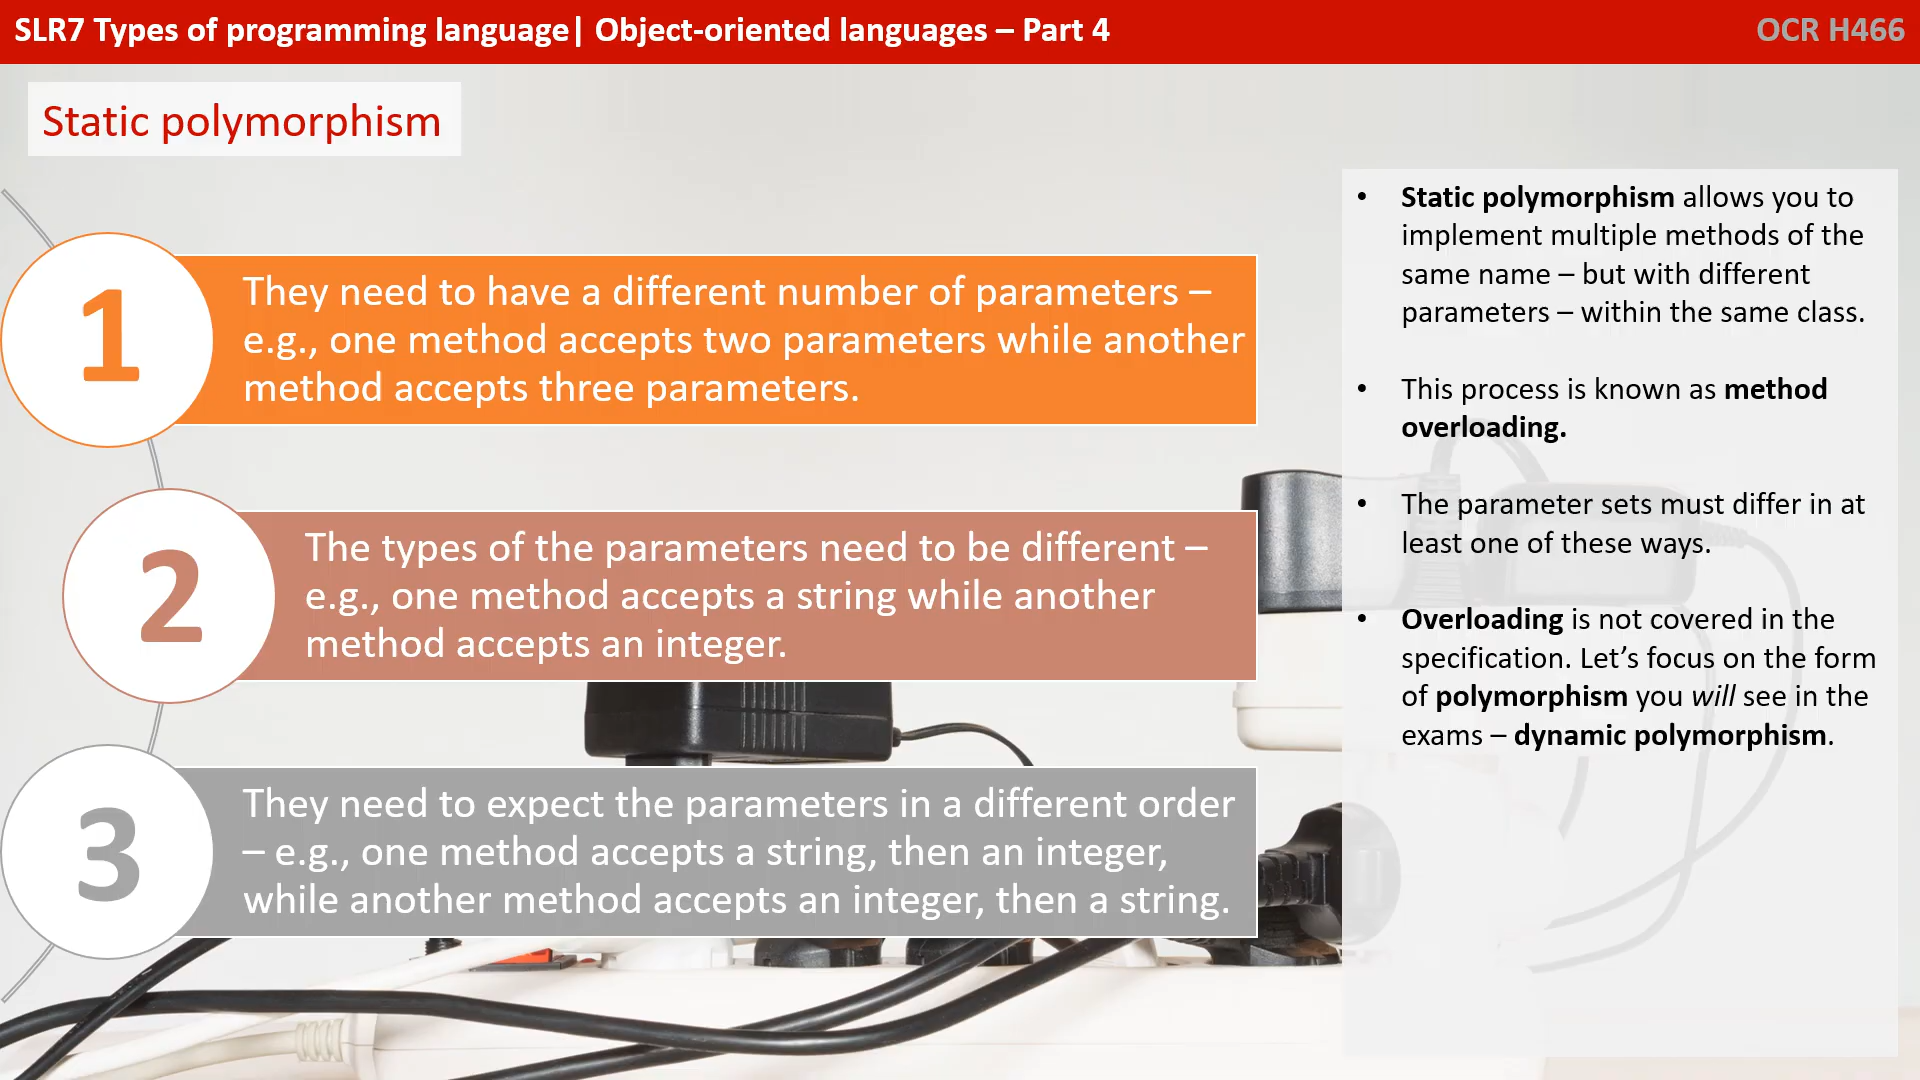 SLR7 Types of programming language| Object-oriented languages – Part 4
OCR H466
Static polymorphism
1
They need to have a different number of parameters –
e.g., one method accepts two parameters while another
method accepts three parameters.
2
The types of the parameters need to be different –
e.g., one method accepts a string while another
method accepts an integer.
3
They need to expect the parameters in a different order
– e.g., one method accepts a string, then an integer,
while another method accepts an integer, then a string.
• Static polymorphism allows you to
implement multiple methods of the
same name – but with different
parameters – within the same class.
• This process is known as method
overloading.
• The parameter sets must differ in at
least one of these ways.
• Overloading is not covered in the
specification. Let’s focus on the form
of polymorphism you will see in the
exams – dynamic polymorphism.